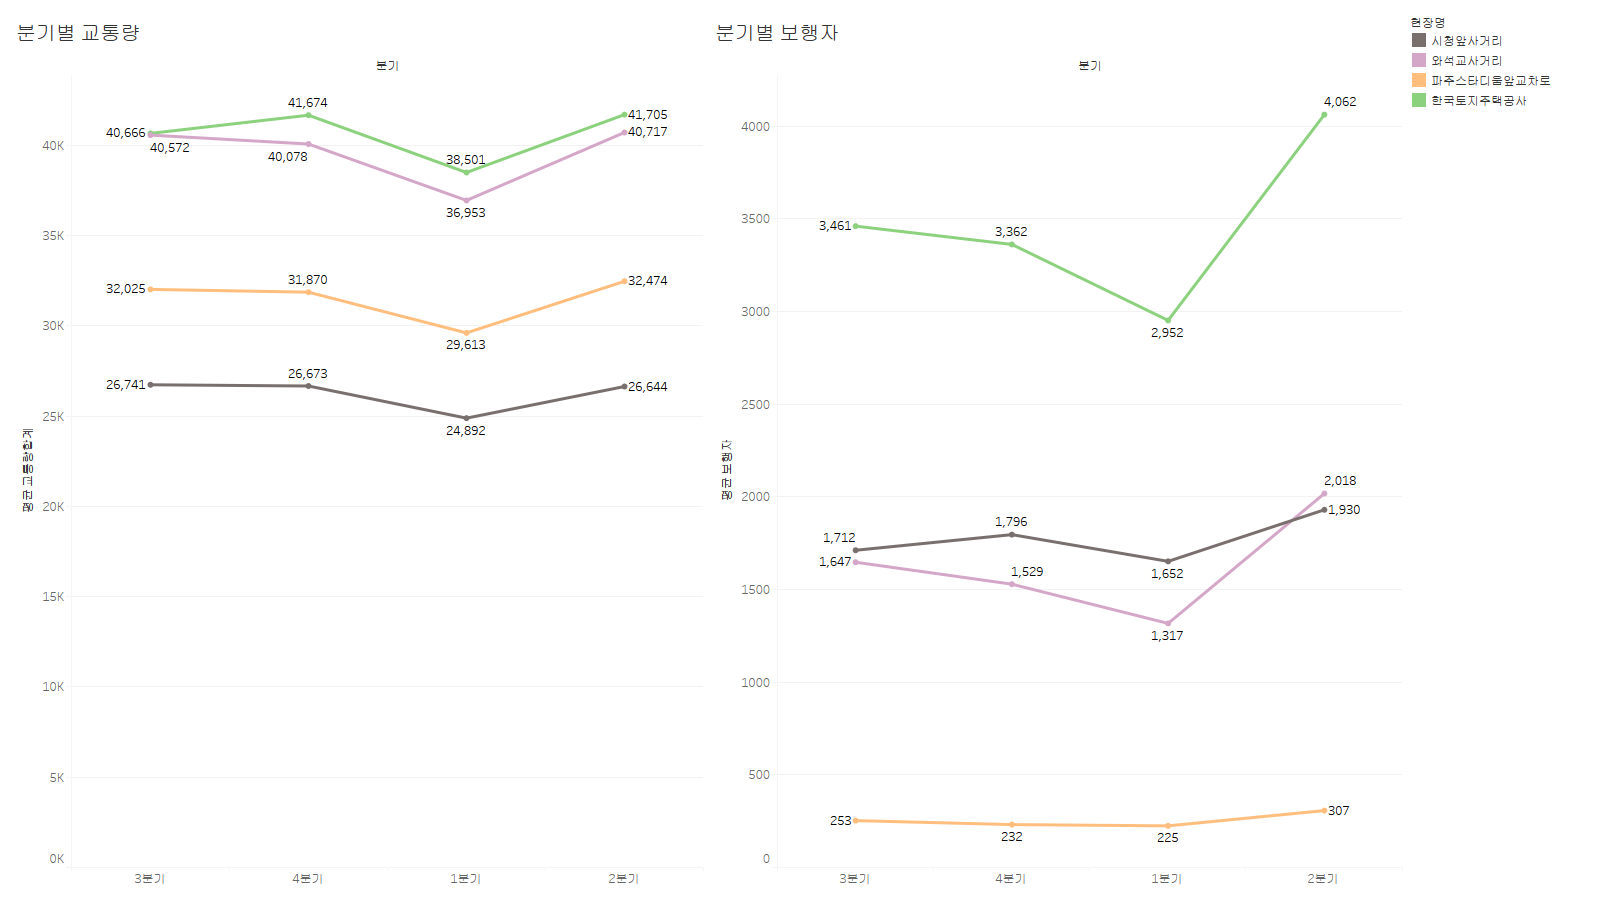 분기별 교통량
분기
평균 교통량합계
40K
35K
30K
25K
20K
15K
10K
5K
0K
40,666
40,572
41,674
40,078
38,501
36,953
41,705
40,717
32,025
31,870
29,613
32,474
26,741
26,673
24,892
26,644
3분기
4분기
1분기
2분기
분기별 보행자
분기
평균 보행자
4000
3500
3000
2500
2000
1500
1000
500
0
3,461
3,362
2,952
4,062
1,712
1,647
1,796
1,529
1,652
1,317
2,018
1,930
253
232
225
307
3분기
4분기
1분기
2분기
현장명
시청앞사거리
와석교사거리
파주스타디움앞교차로
한국토지주택공사